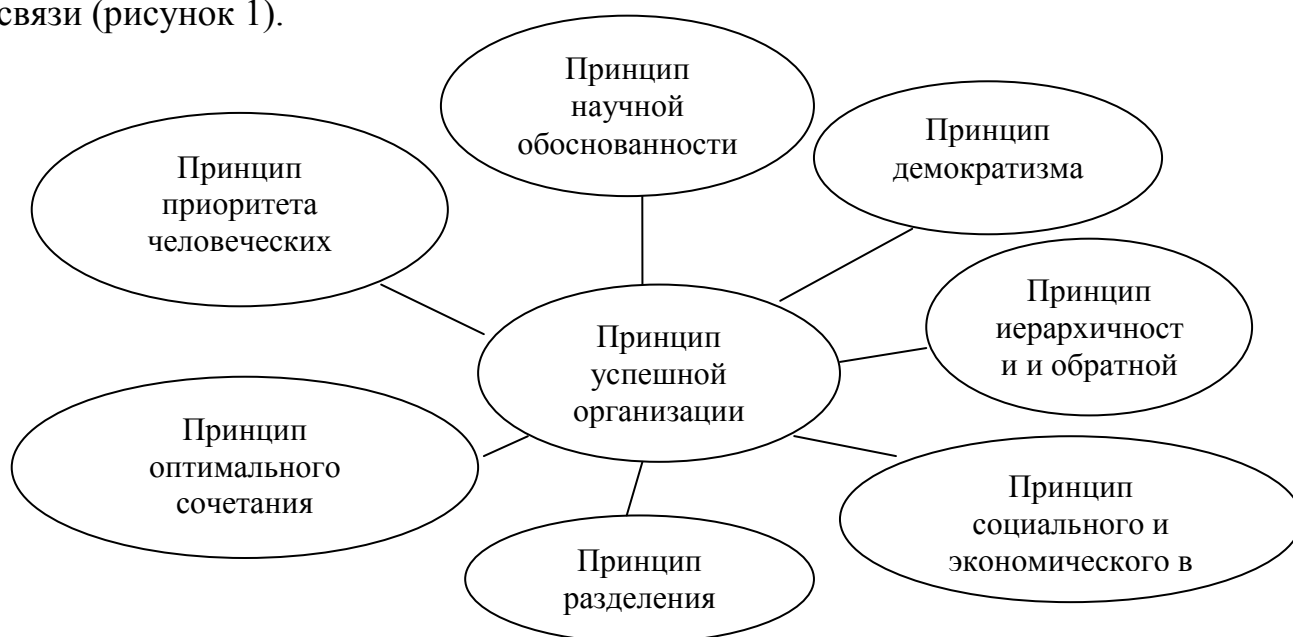 связи (рисунок 1).
Принцип
научной
обоснованности
Принцип
демократизма
Принцип
приоритета
человеческих
Принцип
иерархичност
и и обратной
Принцип
успешной
организации
Принцип
оптимального
сочетания
Принцип
социального и
экономического в
Принцип
разделения